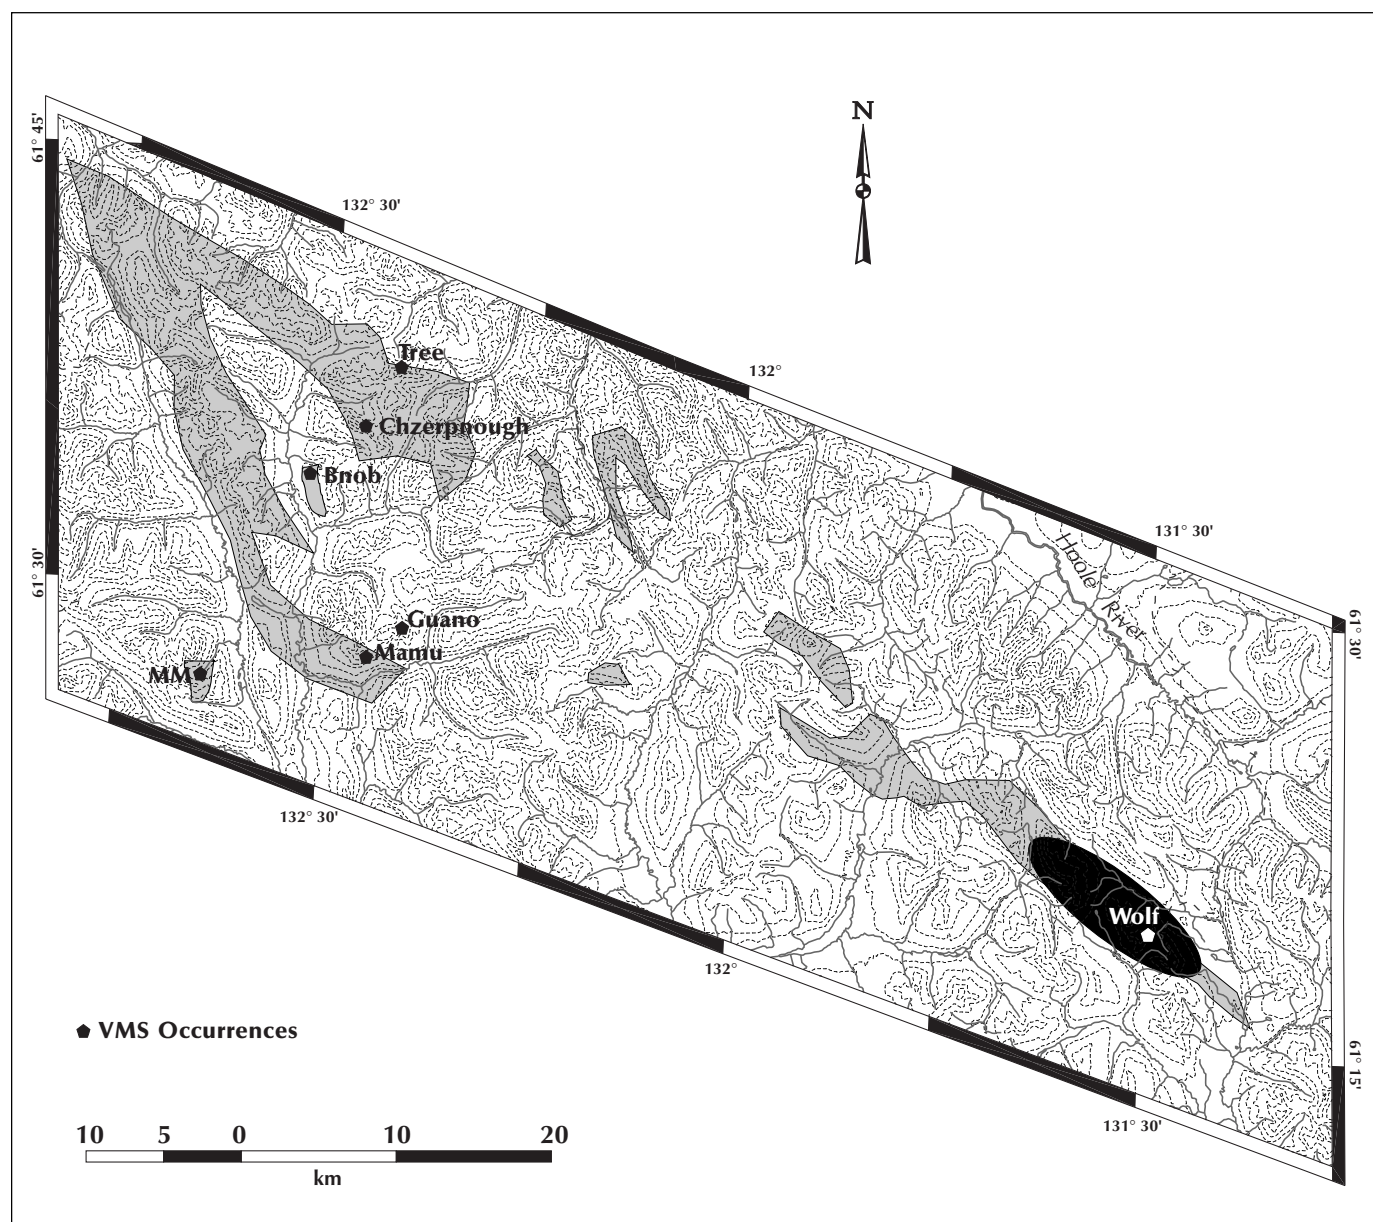 N
61° 45'
132° 30'
Tree
132°
Chzerpnough
Bnob
131° 30'
Hoole
River
61° 30'
Guano
61° 30'
Mamu
MM
132° 30'
Wolf
132°
VMS Occurrences
61° 15'
131° 30'
10 5 0 10 20
km